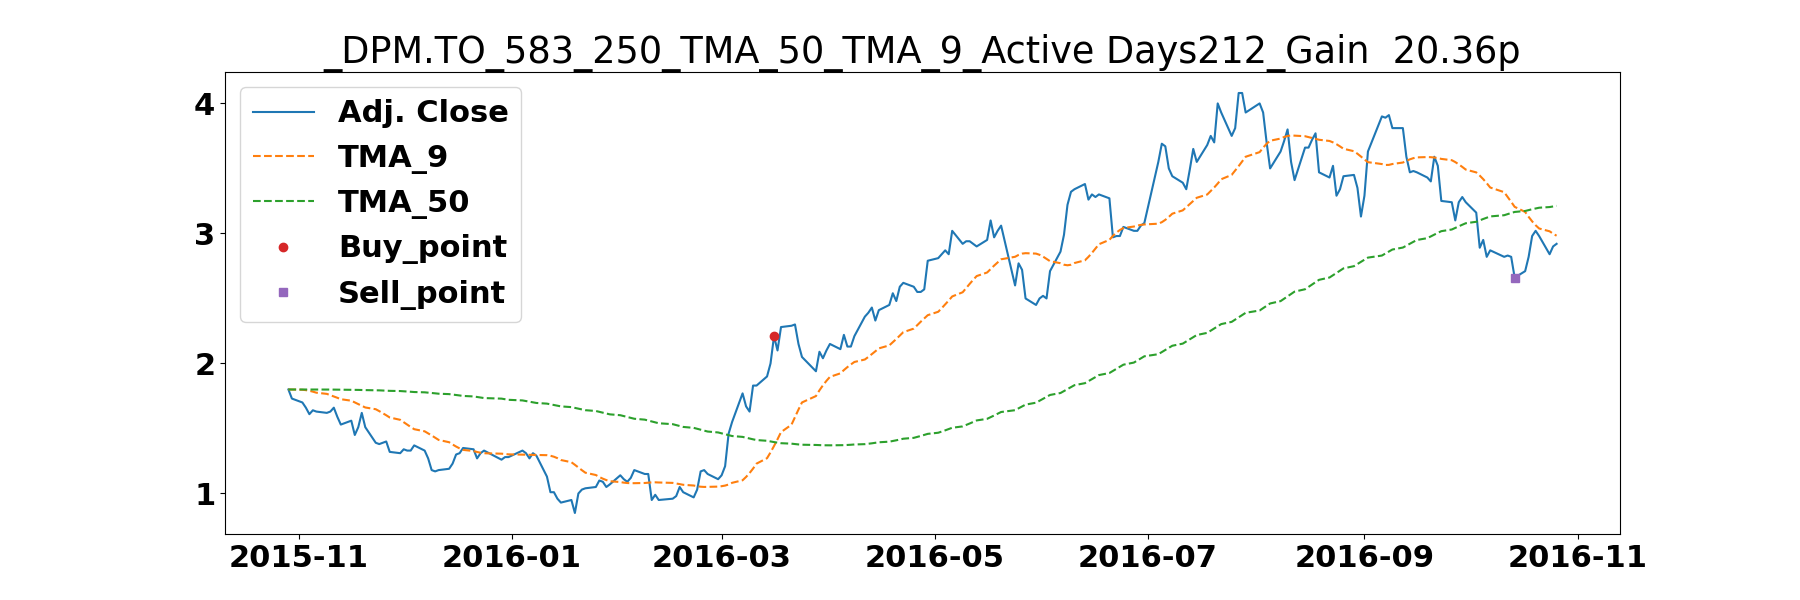 _DPM.TO_583_250_TMA_50_TMA_9_Active Days212_Gain  20.36p
Adj. Close
TMA_9
TMA_50
Buy_point
Sell_point
4
3
2
1
2015-11 2016-01 2016-03 2016-05 2016-07 2016-09 2016-11